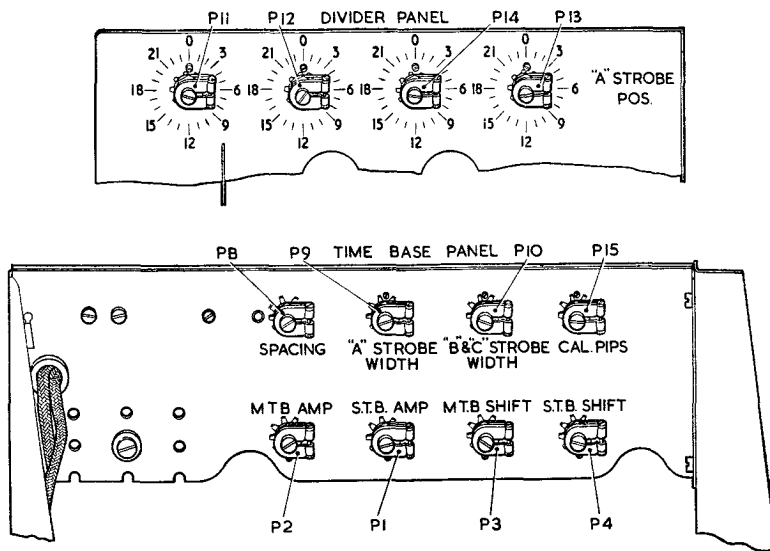 P11 P12 DIVIDER PANEL P14 P13
0 0 0 0
21 3 21 3 21 3 21 3
18 6 18 6 18 6 18 6
"A" STROBE
POS.
15 9 15 9 15 9 15 9
12 12 12 12
P8 P9 TIME BASE PANEL P10 P15
SPACING "A" STROBE WIDTH "B"&"C" STROBE WIDTH CAL. PIPS
M.T.B AMP S.T.B. AMP M.T.B SHIFT S.T.B. SHIFT
P2 P1 P3 P4